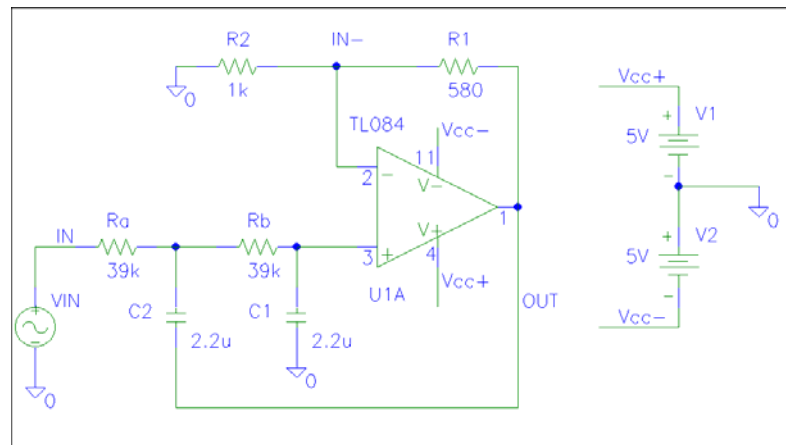 R2
IN-
R1
Vcc+
0
1k
580
+
V1
TL084
Vcc-
5V
11
-
2
-
V-
0
Ra
Rb
V+
1
+
V2
IN
3
+
4
5V
39k
39k
Vcc+
-
VIN
C2
C1
U1A
OUT
+
Vcc-
-
2.2u
2.2u
0
0